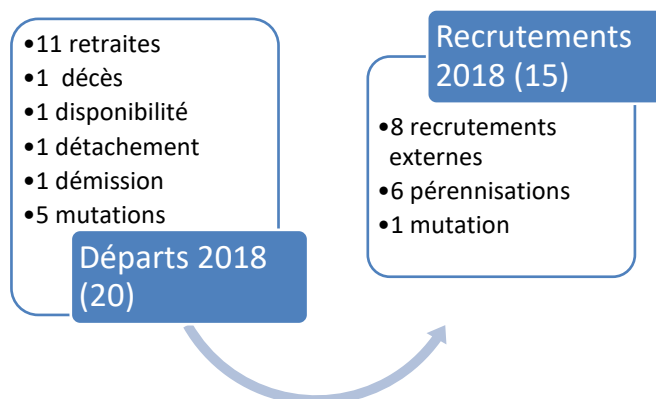 •11 retraites
•1 décès
•1 disponibilité
•1 détachement
•1 démission
•5 mutations
Départs 2018
(20)
Recrutements
2018 (15)
•8 recrutements
externes
•6 pérennisations
•1 mutation